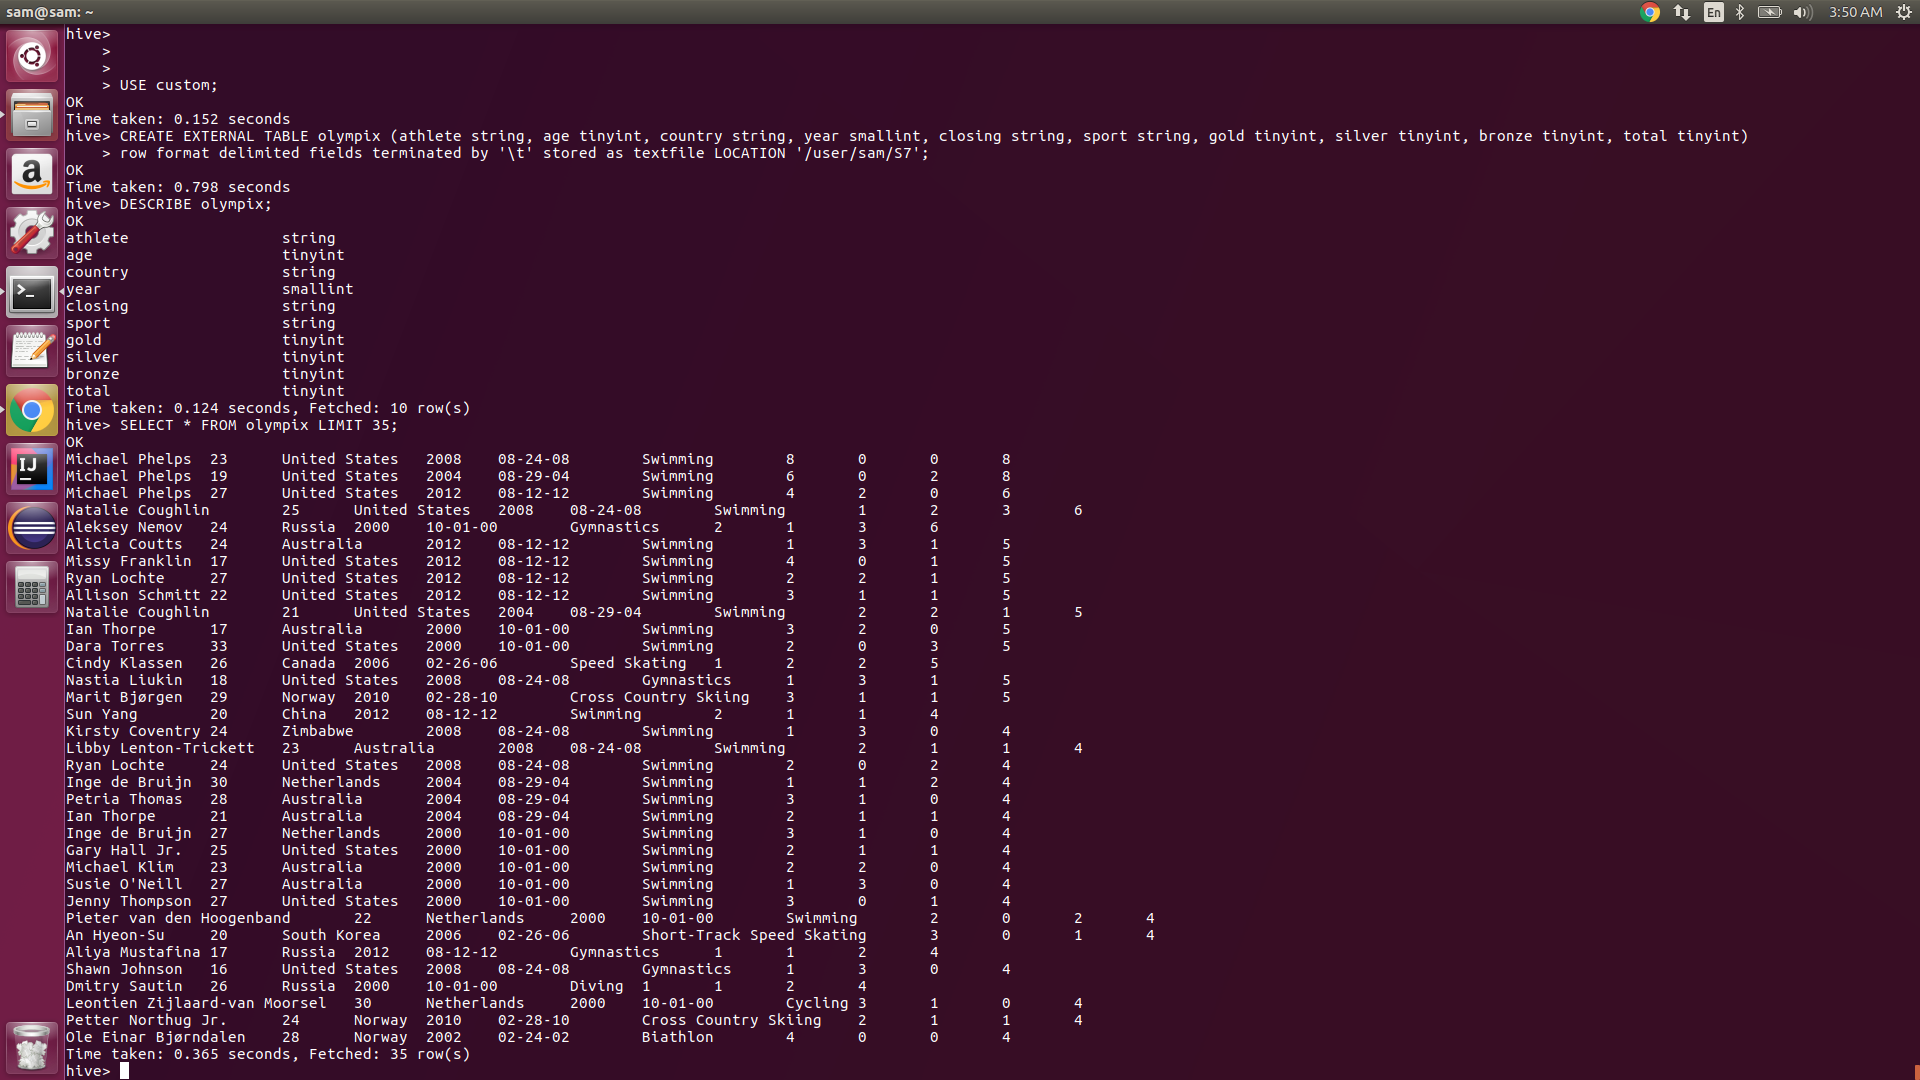 sam@sam: ~
En
3:50 AM
hive>
>
>
> USE custom;
OK
Time taken: 0.152 seconds
hive> CREATE EXTERNAL TABLE olympix (athlete string, age tinyint, country string, year smallint, closing string, sport string, gold tinyint, silver tinyint, bronze tinyint, total tinyint)
> row format delimited fields terminated by '\t' stored as textfile LOCATION '/user/sam/S7';
OK
Time taken: 0.798 seconds
hive> DESCRIBE olympix;
OK
athlete string
age tinyint
country string
year smallint
closing string
sport string
gold tinyint
silver tinyint
bronze tinyint
total tinyint
Time taken: 0.124 seconds, Fetched: 10 row(s)
hive> SELECT * FROM olympix LIMIT 35;
OK
Michael Phelps 23 United States 2008 08-24-08 Swimming 8 0 0 8
Michael Phelps 19 United States 2004 08-29-04 Swimming 6 0 2 8
Michael Phelps 27 United States 2012 08-12-12 Swimming 4 2 0 6
Natalie Coughlin 25 United States 2008 08-24-08 Swimming 1 2 3 6
Aleksey Nemov 24 Russia 2000 10-01-00 Gymnastics 2 1 3 6
Alicia Coutts 24 Australia 2012 08-12-12 Swimming 1 3 1 5
Missy Franklin 17 United States 2012 08-12-12 Swimming 4 0 1 5
Ryan Lochte 27 United States 2012 08-12-12 Swimming 2 2 1 5
Allison Schmitt 22 United States 2012 08-12-12 Swimming 3 1 1 5
Natalie Coughlin 21 United States 2004 08-29-04 Swimming 2 2 1 5
Ian Thorpe 17 Australia 2000 10-01-00 Swimming 3 2 0 5
Dara Torres 33 United States 2000 10-01-00 Swimming 2 0 3 5
Cindy Klassen 26 Canada 2006 02-26-06 Speed Skating 1 2 2 5
Nastia Liukin 18 United States 2008 08-24-08 Gymnastics 1 3 1 5
Marit Bjørgen 29 Norway 2010 02-28-10 Cross Country Skiing 3 1 1 5
Sun Yang 20 China 2012 08-12-12 Swimming 2 1 1 4
Kirsty Coventry 24 Zimbabwe 2008 08-24-08 Swimming 1 3 0 4
Libby Lenton-Trickett 23 Australia 2008 08-24-08 Swimming 2 1 1 4
Ryan Lochte 24 United States 2008 08-24-08 Swimming 2 0 2 4
Inge de Bruijn 30 Netherlands 2004 08-29-04 Swimming 1 1 2 4
Petria Thomas 28 Australia 2004 08-29-04 Swimming 3 1 0 4
Ian Thorpe 21 Australia 2004 08-29-04 Swimming 2 1 1 4
Inge de Bruijn 27 Netherlands 2000 10-01-00 Swimming 3 1 0 4
Gary Hall Jr. 25 United States 2000 10-01-00 Swimming 2 1 1 4
Michael Klim 23 Australia 2000 10-01-00 Swimming 2 2 0 4
Susie O'Neill 27 Australia 2000 10-01-00 Swimming 1 3 0 4
Jenny Thompson 27 United States 2000 10-01-00 Swimming 3 0 1 4
Pieter van den Hoogenband 22 Netherlands 2000 10-01-00 Swimming 2 0 2 4
An Hyeon-Su 20 South Korea 2006 02-26-06 Short-Track Speed Skating 3 0 1 4
Aliya Mustafina 17 Russia 2012 08-12-12 Gymnastics 1 1 2 4
Shawn Johnson 16 United States 2008 08-24-08 Gymnastics 1 3 0 4
Dmitry Sautin 26 Russia 2000 10-01-00 Diving 1 1 2 4
Leontien Zijlaard-van Moorsel 30 Netherlands 2000 10-01-00 Cycling 3 1 0 4
Petter Northug Jr. 24 Norway 2010 02-28-10 Cross Country Skiing 2 1 1 4
Ole Einar Bjørndalen 28 Norway 2002 02-24-02 Biathlon 4 0 0 4
Time taken: 0.365 seconds, Fetched: 35 row(s)
hive>
a
>_
IJ